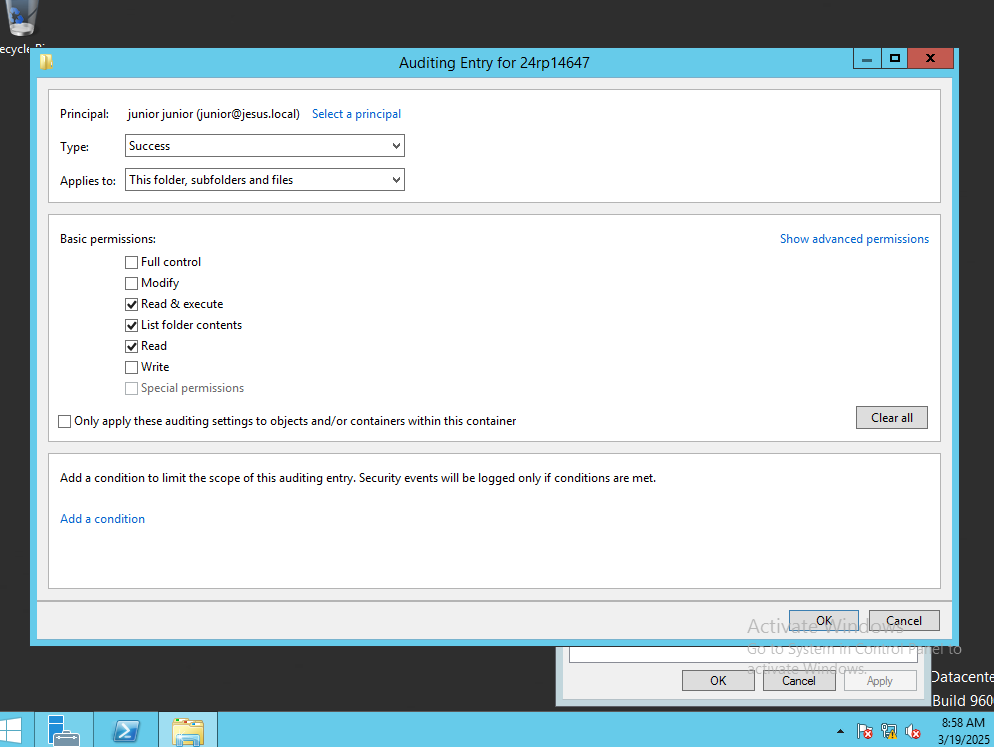 ecycle Bi
Auditing Entry for 24rp14647
Principal: junior junior (junior@jesus.local) Select a principal
Type: Success
Applies to: This folder, subfolders and files
Basic permissions: Show advanced permissions
Full control
Modify
Read & execute
List folder contents
Read
Write
Special permissions
Only apply these auditing settings to objects and/or containers within this container
Clear all
Add a condition to limit the scope of this auditing entry. Security events will be logged only if conditions are met.
Add a condition
OK Cancel
Activate Windows
Go to System in Control Panel to
activate Windows.
OK Cancel Apply
Datacente
Build 960
8:58 AM
3/19/2025